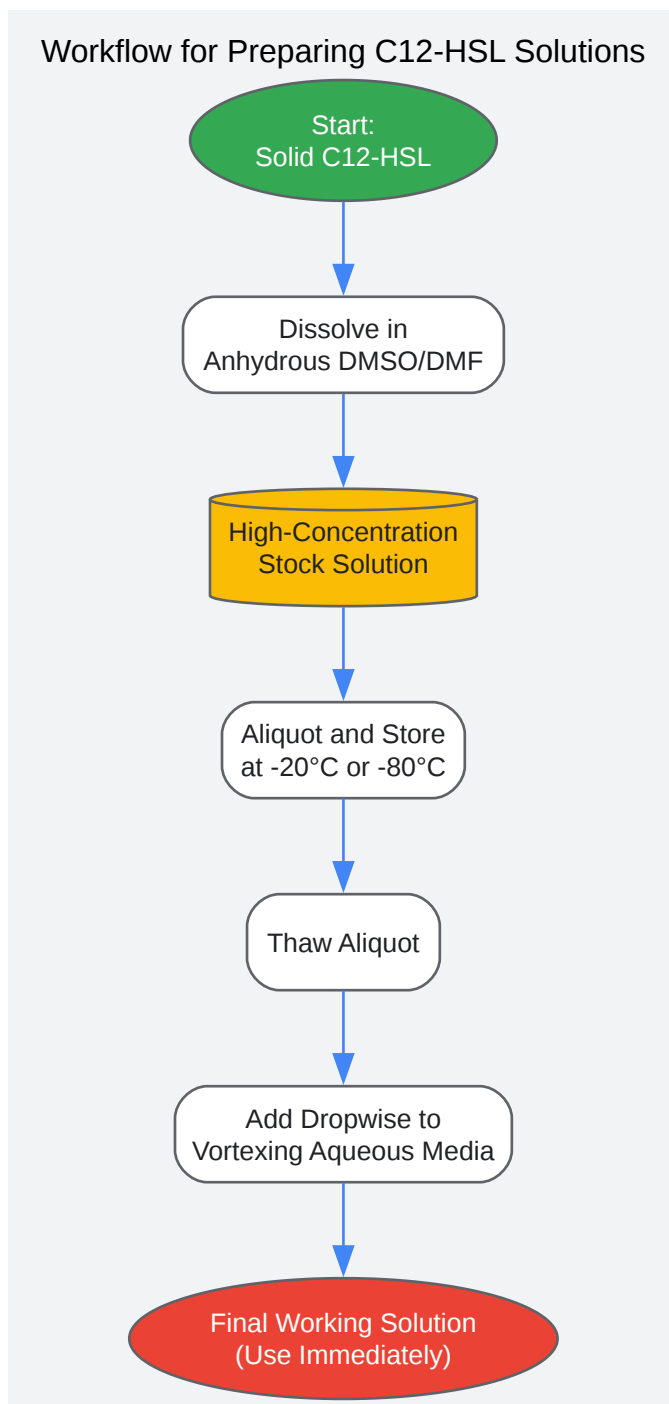 Workflow for Preparing C12-HSL Solutions
Start:
Solid C12-HSL
Dissolve in
Anhydrous DMSO/DMF
High-Concentration
Stock Solution
Aliquot and Store
at -20°C or -80°C
Thaw Aliquot
Add Dropwise to
Vortexing Aqueous Media
Final Working Solution
(Use Immediately)